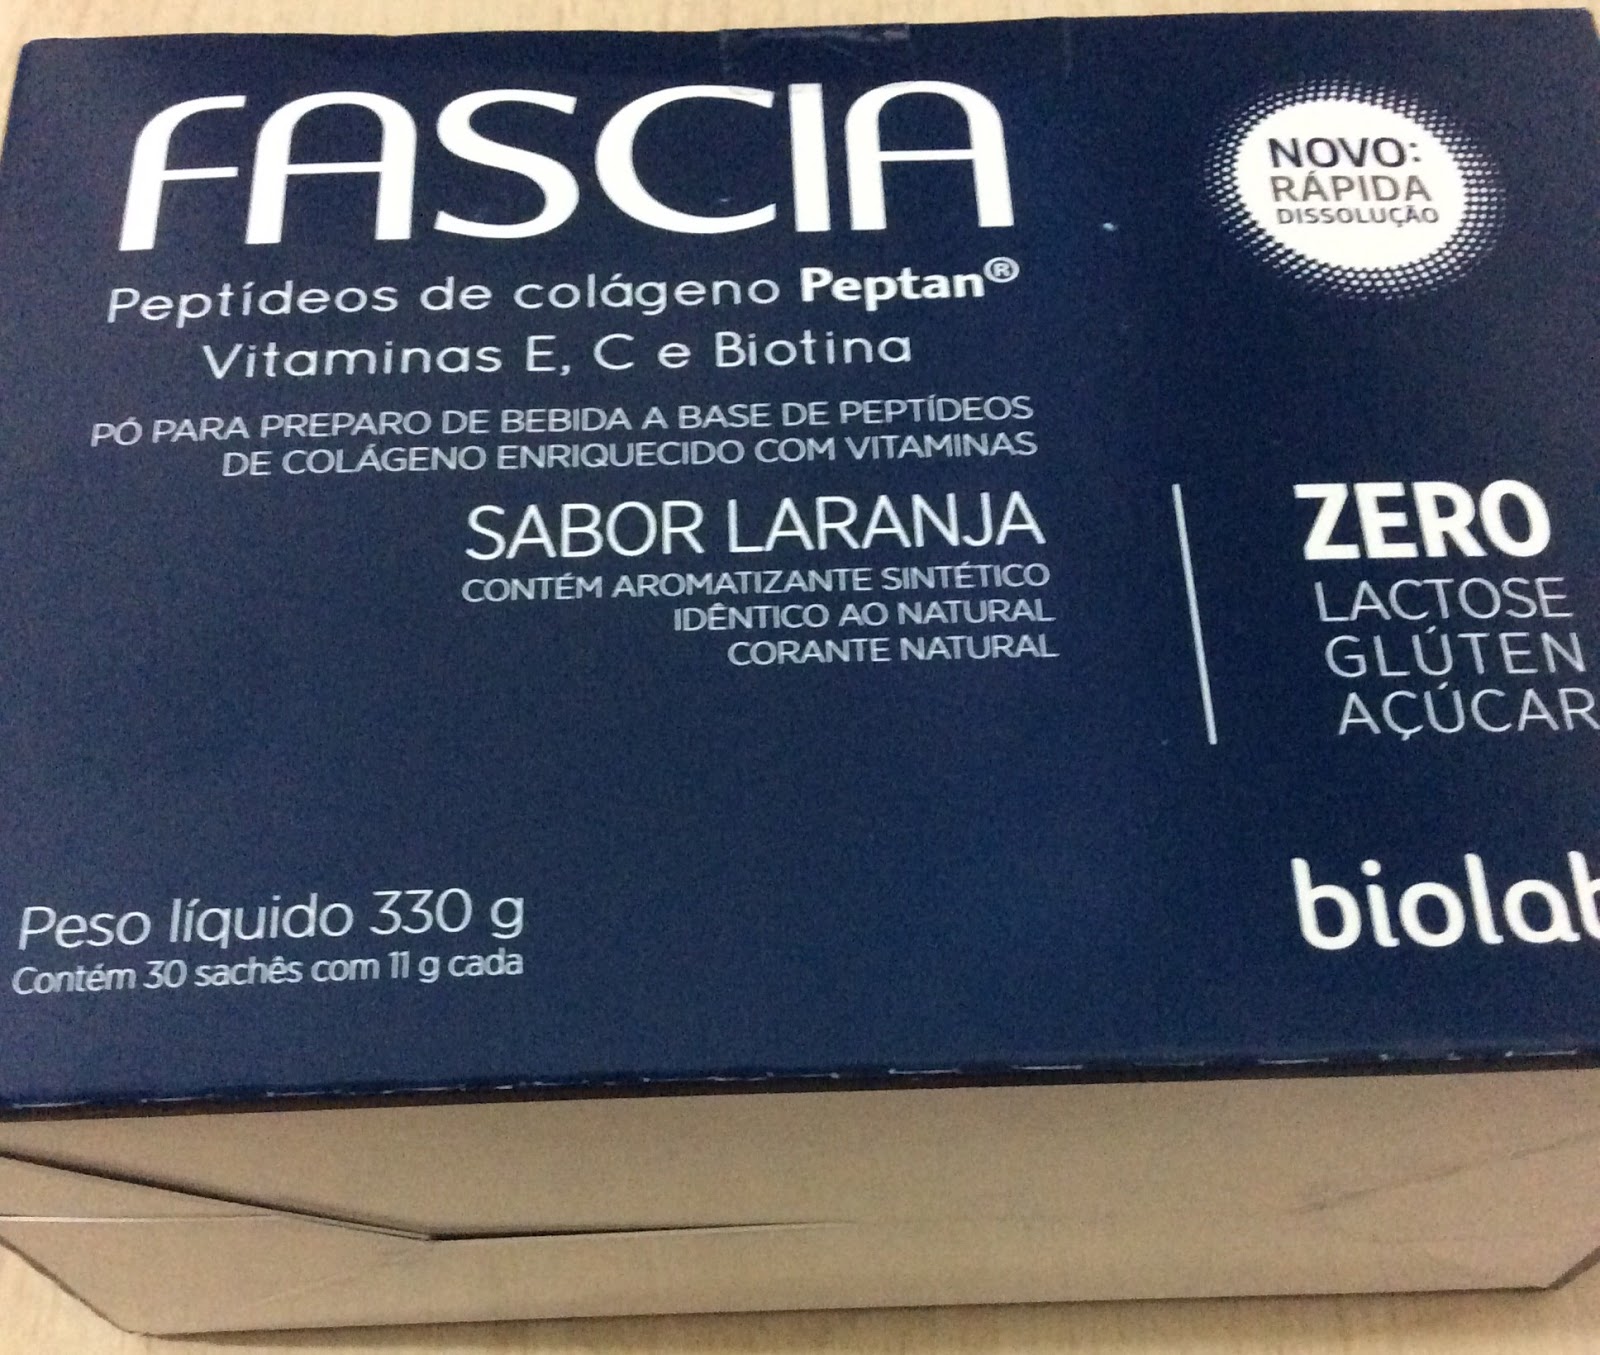 FASCIA
Peptídeos de colágeno Peptan®
Vitaminas E, C e Biotina
PÓ PARA PREPARO DE BEBIDA A BASE DE PEPTÍDEOS
DE COLÁGENO ENRIQUECIDO COM VITAMINAS
SABOR LARANJA
CONTÉM AROMATIZANTE SINTÉTICO
IDÊNTICO AO NATURAL
CORANTE NATURAL
NOVO:
RÁPIDA
DISSOLUÇÃO
ZERO
LACTOSE
GLÚTEN
AÇÚCAR
Peso líquido 330 g
Contém 30 sachês com 11 g cada
biolab